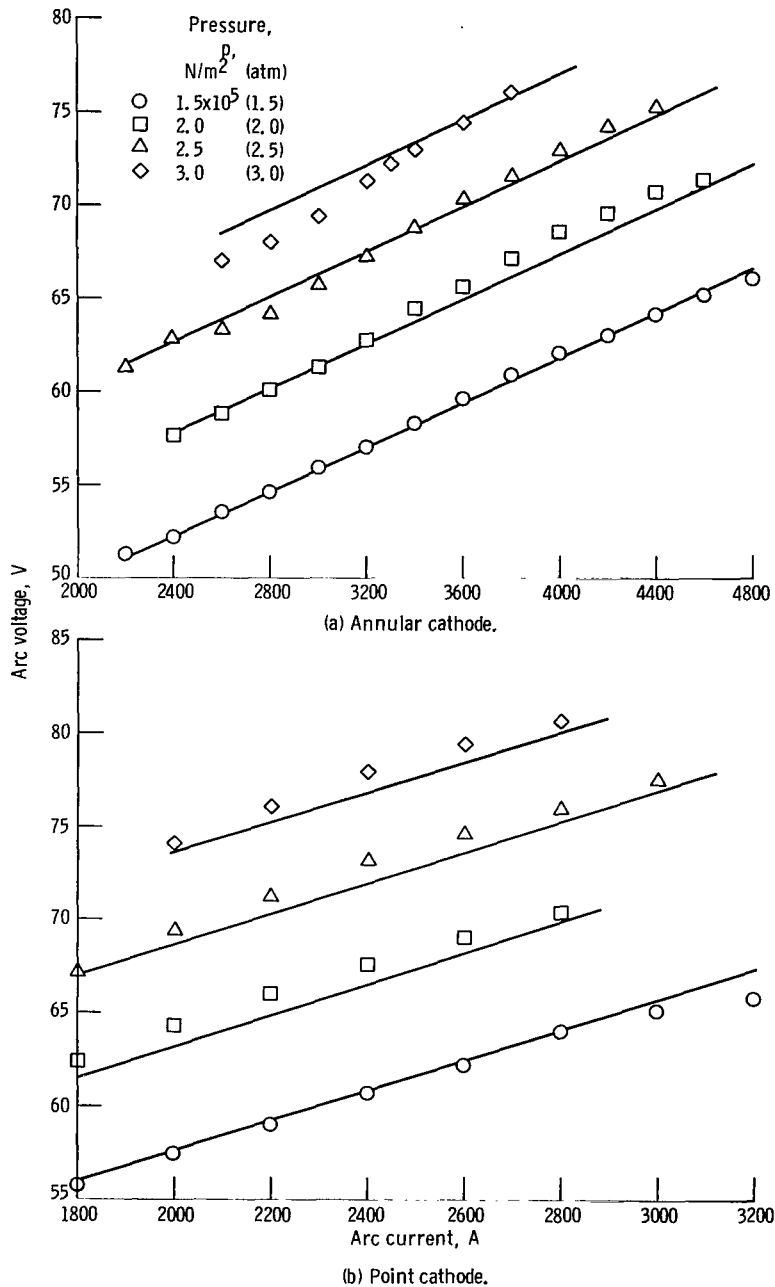 80
75
70
65
60
55
50
Pressure,
p,
N/m² (atm)
1.5x10⁵ (1.5)
2.0 (2.0)
2.5 (2.5)
3.0 (3.0)
2000 2400 2800 3200 3600 4000 4400 4800
(a) Annular cathode.
Arc voltage, V
85
80
75
70
65
60
55
1800 2000 2200 2400 2600 2800 3000 3200
Arc current, A
(b) Point cathode.